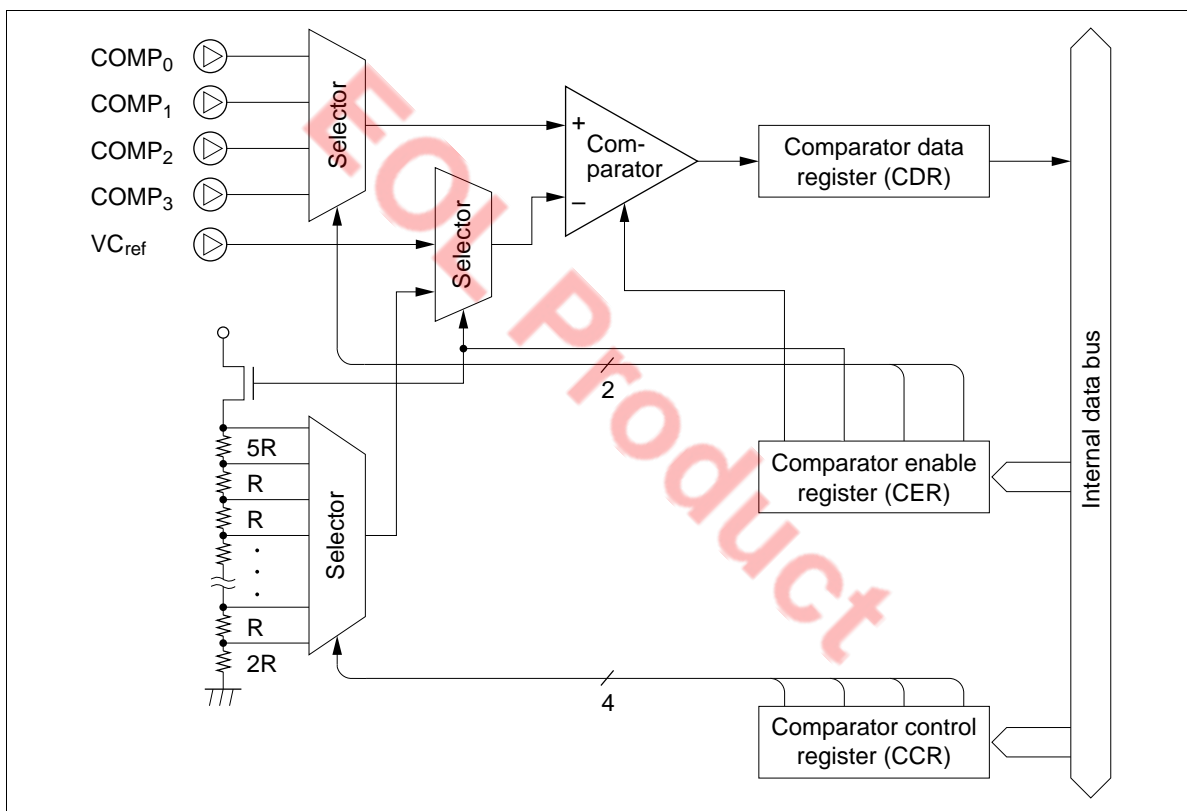 COMP0
COMP1
COMP2
COMP3
VCref
Selector
Selector
+
Com-
parator
−
Comparator data
register (CDR)
Internal data bus
2
5R
R
R
R
2R
Selector
Comparator enable
register (CER)
4
Comparator control
register (CCR)
EOL Product